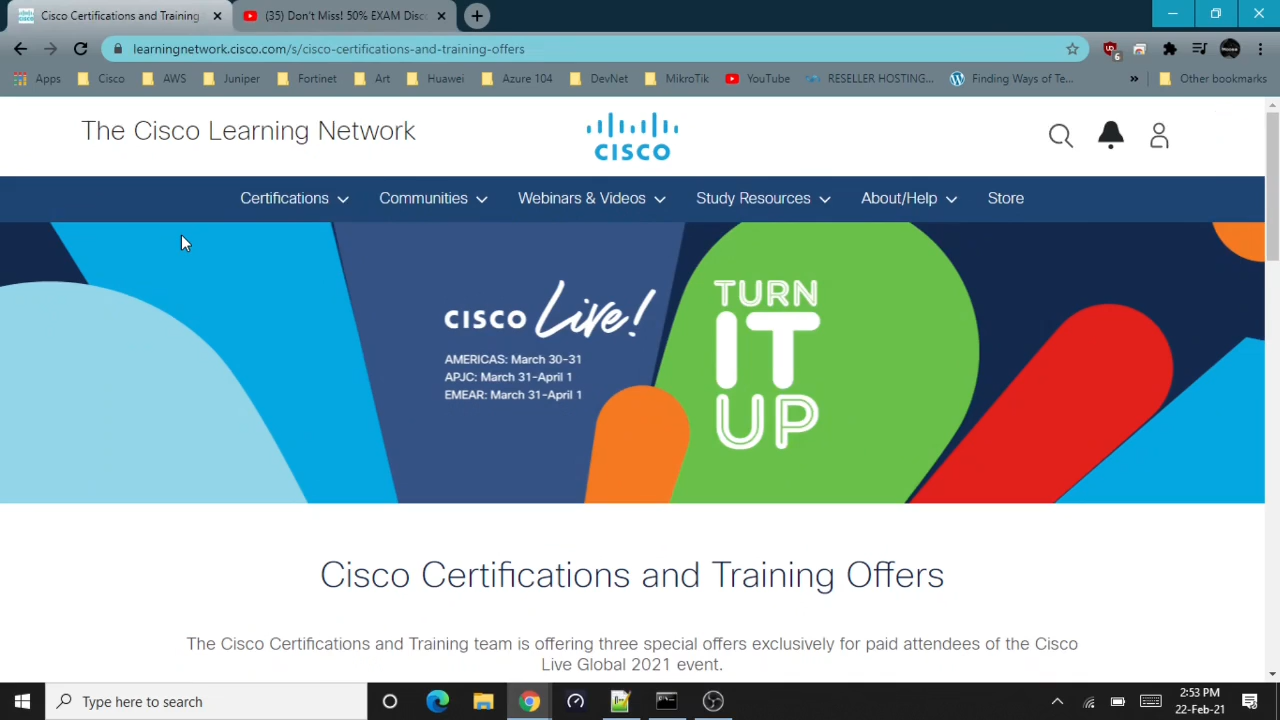 Cisco Certifications and Training
(35) Don't Miss! 50% EXAM Disc
learningnetwork.cisco.com/s/cisco-certifications-and-training-offers
6
Apps Cisco AWS Juniper Fortinet Art Huawei Azure 104 DevNet MikroTik YouTube RESELLER HOSTING... Finding Ways of Te... » Other bookmarks
The Cisco Learning Network
CISCO
Certifications Communities Webinars & Videos Study Resources About/Help Store
CISCO Live!
AMERICAS: March 30-31
APJC: March 31-April 1
EMEAR: March 31-April 1
TURN
IT
UP
Cisco Certifications and Training Offers
The Cisco Certifications and Training team is offering three special offers exclusively for paid attendees of the Cisco
Live Global 2021 event.
Type here to search
2:53 PM
22-Feb-21